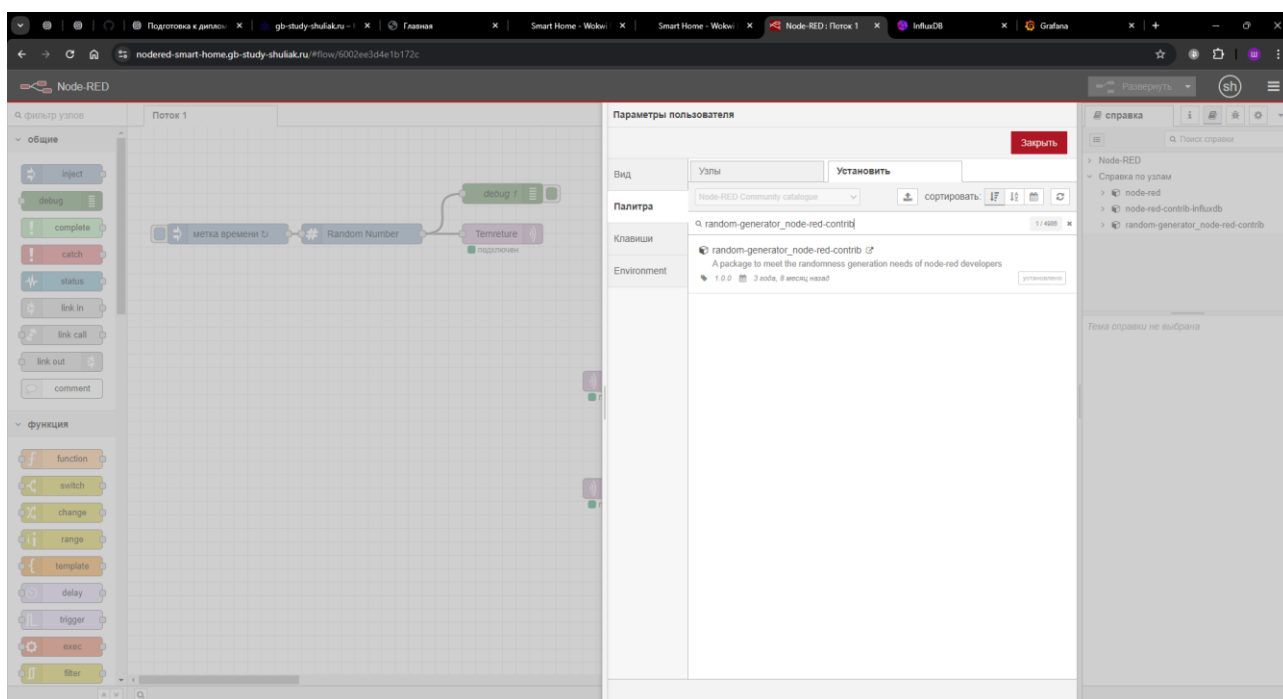 Подготовка к диплом
gb-study-shuliak.ru –
Главная
Smart Home - Wokwi
Smart Home - Wokwi
Node-RED : Поток 1
InfluxDB
Grafana
nodered-smart-home.gb-study-shuliak.ru/#flow/6002ee3d4e1b172c
Node-RED
Развернуть
sh
фильтр узлов
Поток 1
Параметры пользователя
справка
общие
Закрыть
Поиск справки
inject
debug
complete
catch
status
link in
link call
link out
comment
функция
function
switch
change
range
template
delay
trigger
exec
filter
метка времени ↻
Random Number
debug 1
Temreture
подключен
Вид
Палитра
Клавиши
Environment
Узлы
Установить
Node-RED Community catalogue
сортировать:
random-generator_node-red-contrib
1 / 4988
random-generator_node-red-contrib
A package to meet the randomness generation needs of node-red developers
1.0.0 3 года, 8 месяц назад
установлено
Node-RED
Справка по узлам
node-red
node-red-contrib-influxdb
random-generator_node-red-contrib
Тема справки не выбрана